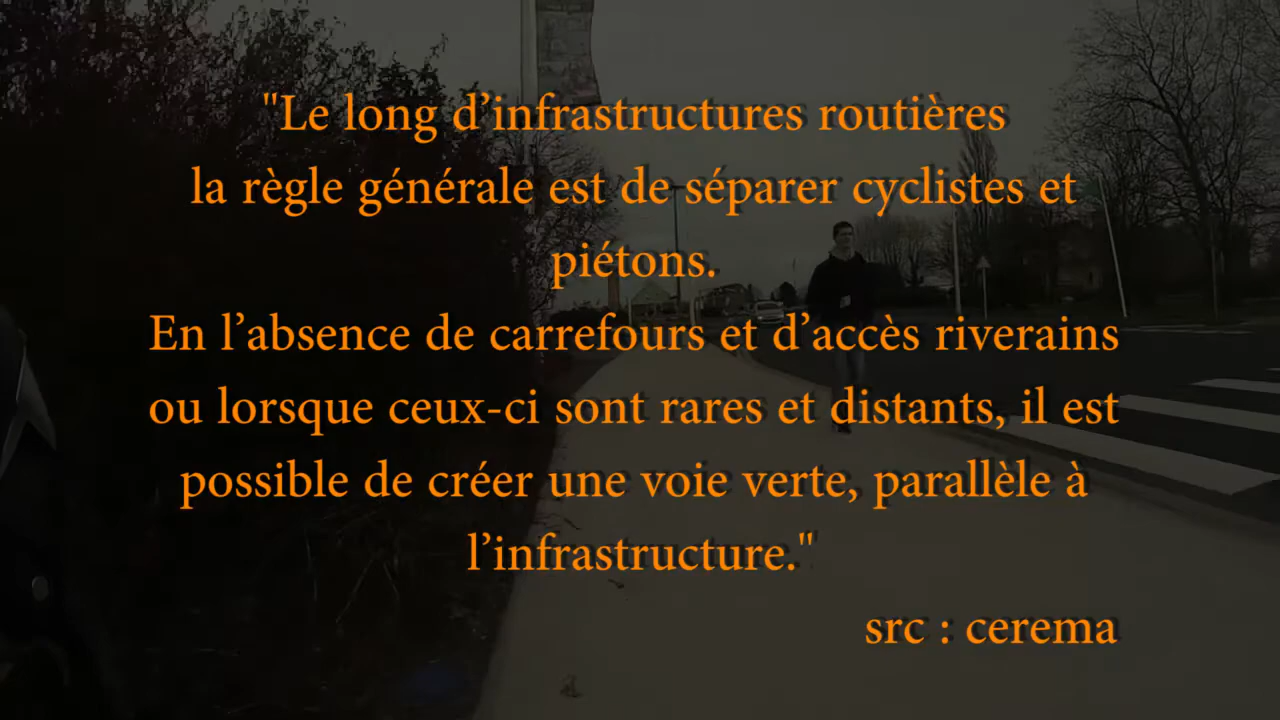 "Le long d’infrastructures routières
la règle générale est de séparer cyclistes et
piétons.
En l’absence de carrefours et d’accès riverains
ou lorsque ceux-ci sont rares et distants, il est
possible de créer une voie verte, parallèle à
l’infrastructure."
src : cerema